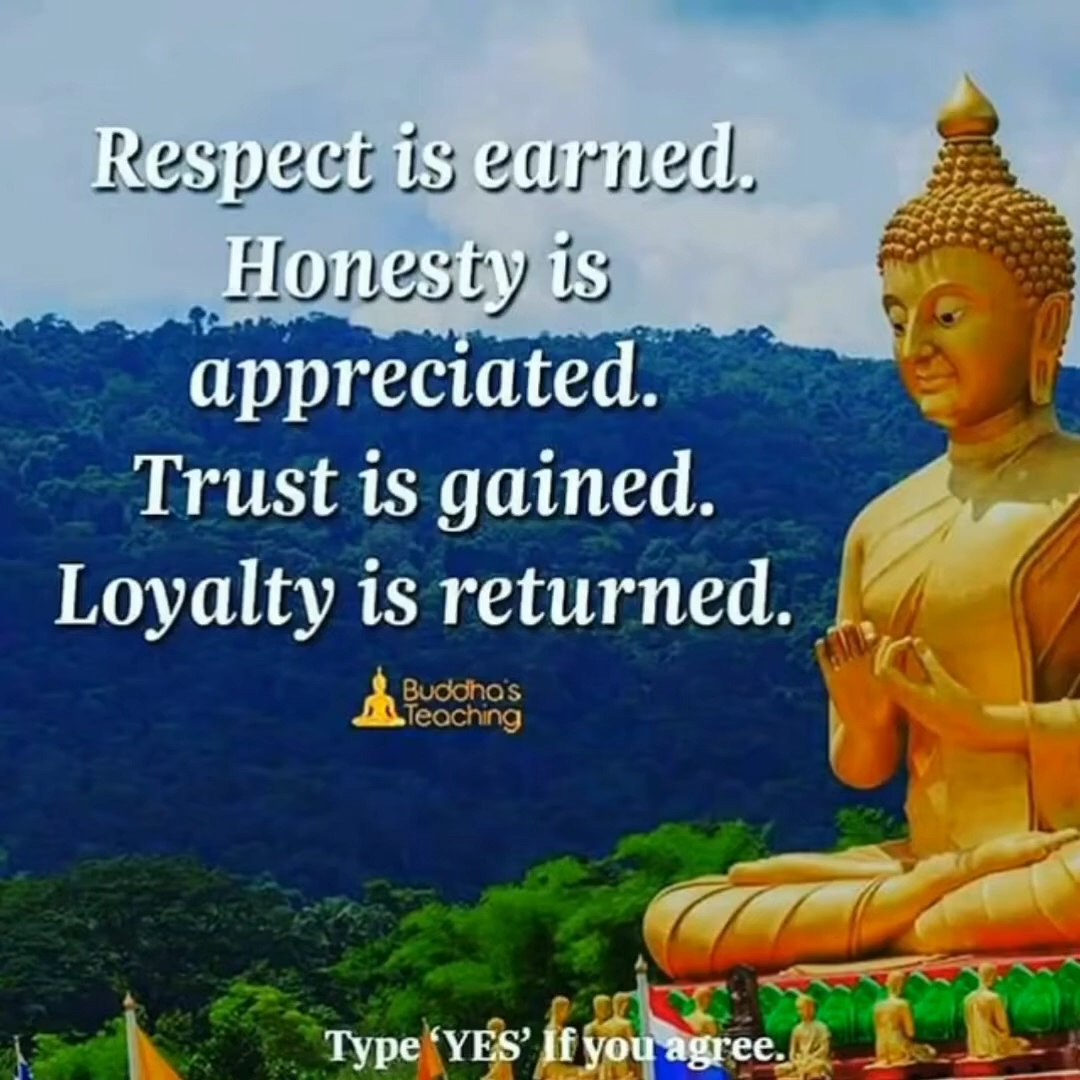 Respect is earned.
Honesty is
appreciated.
Trust is gained.
Loyalty is returned.
Buddha's
Teaching
Type ‘YES’ If you agree.